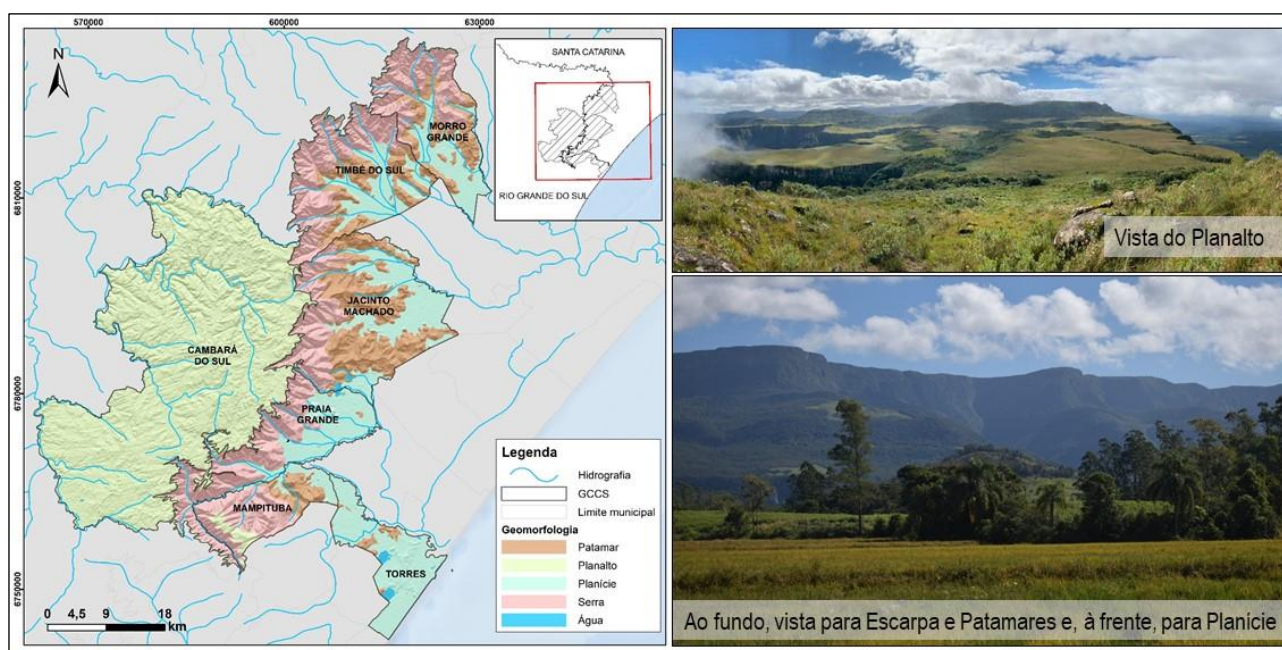 570000
600000
630000
N
SANTA CATARINA
RIO GRANDE DO SUL
MORRO
GRANDE
TIMBÉ DO SUL
6810000
JACINTO
MACHADO
CAMBARÁ
DO SUL
6780000
PRAIA
GRANDE
MAMPITUBA
TORRES
6750000
0 4,5 9 18
km
Legenda
Hidrografia
GCCS
Limite municipal
Geomorfologia
Patamar
Planalto
Planície
Serra
Água
Vista do Planalto
Ao fundo, vista para Escarpa e Patamares e, à frente, para Planície